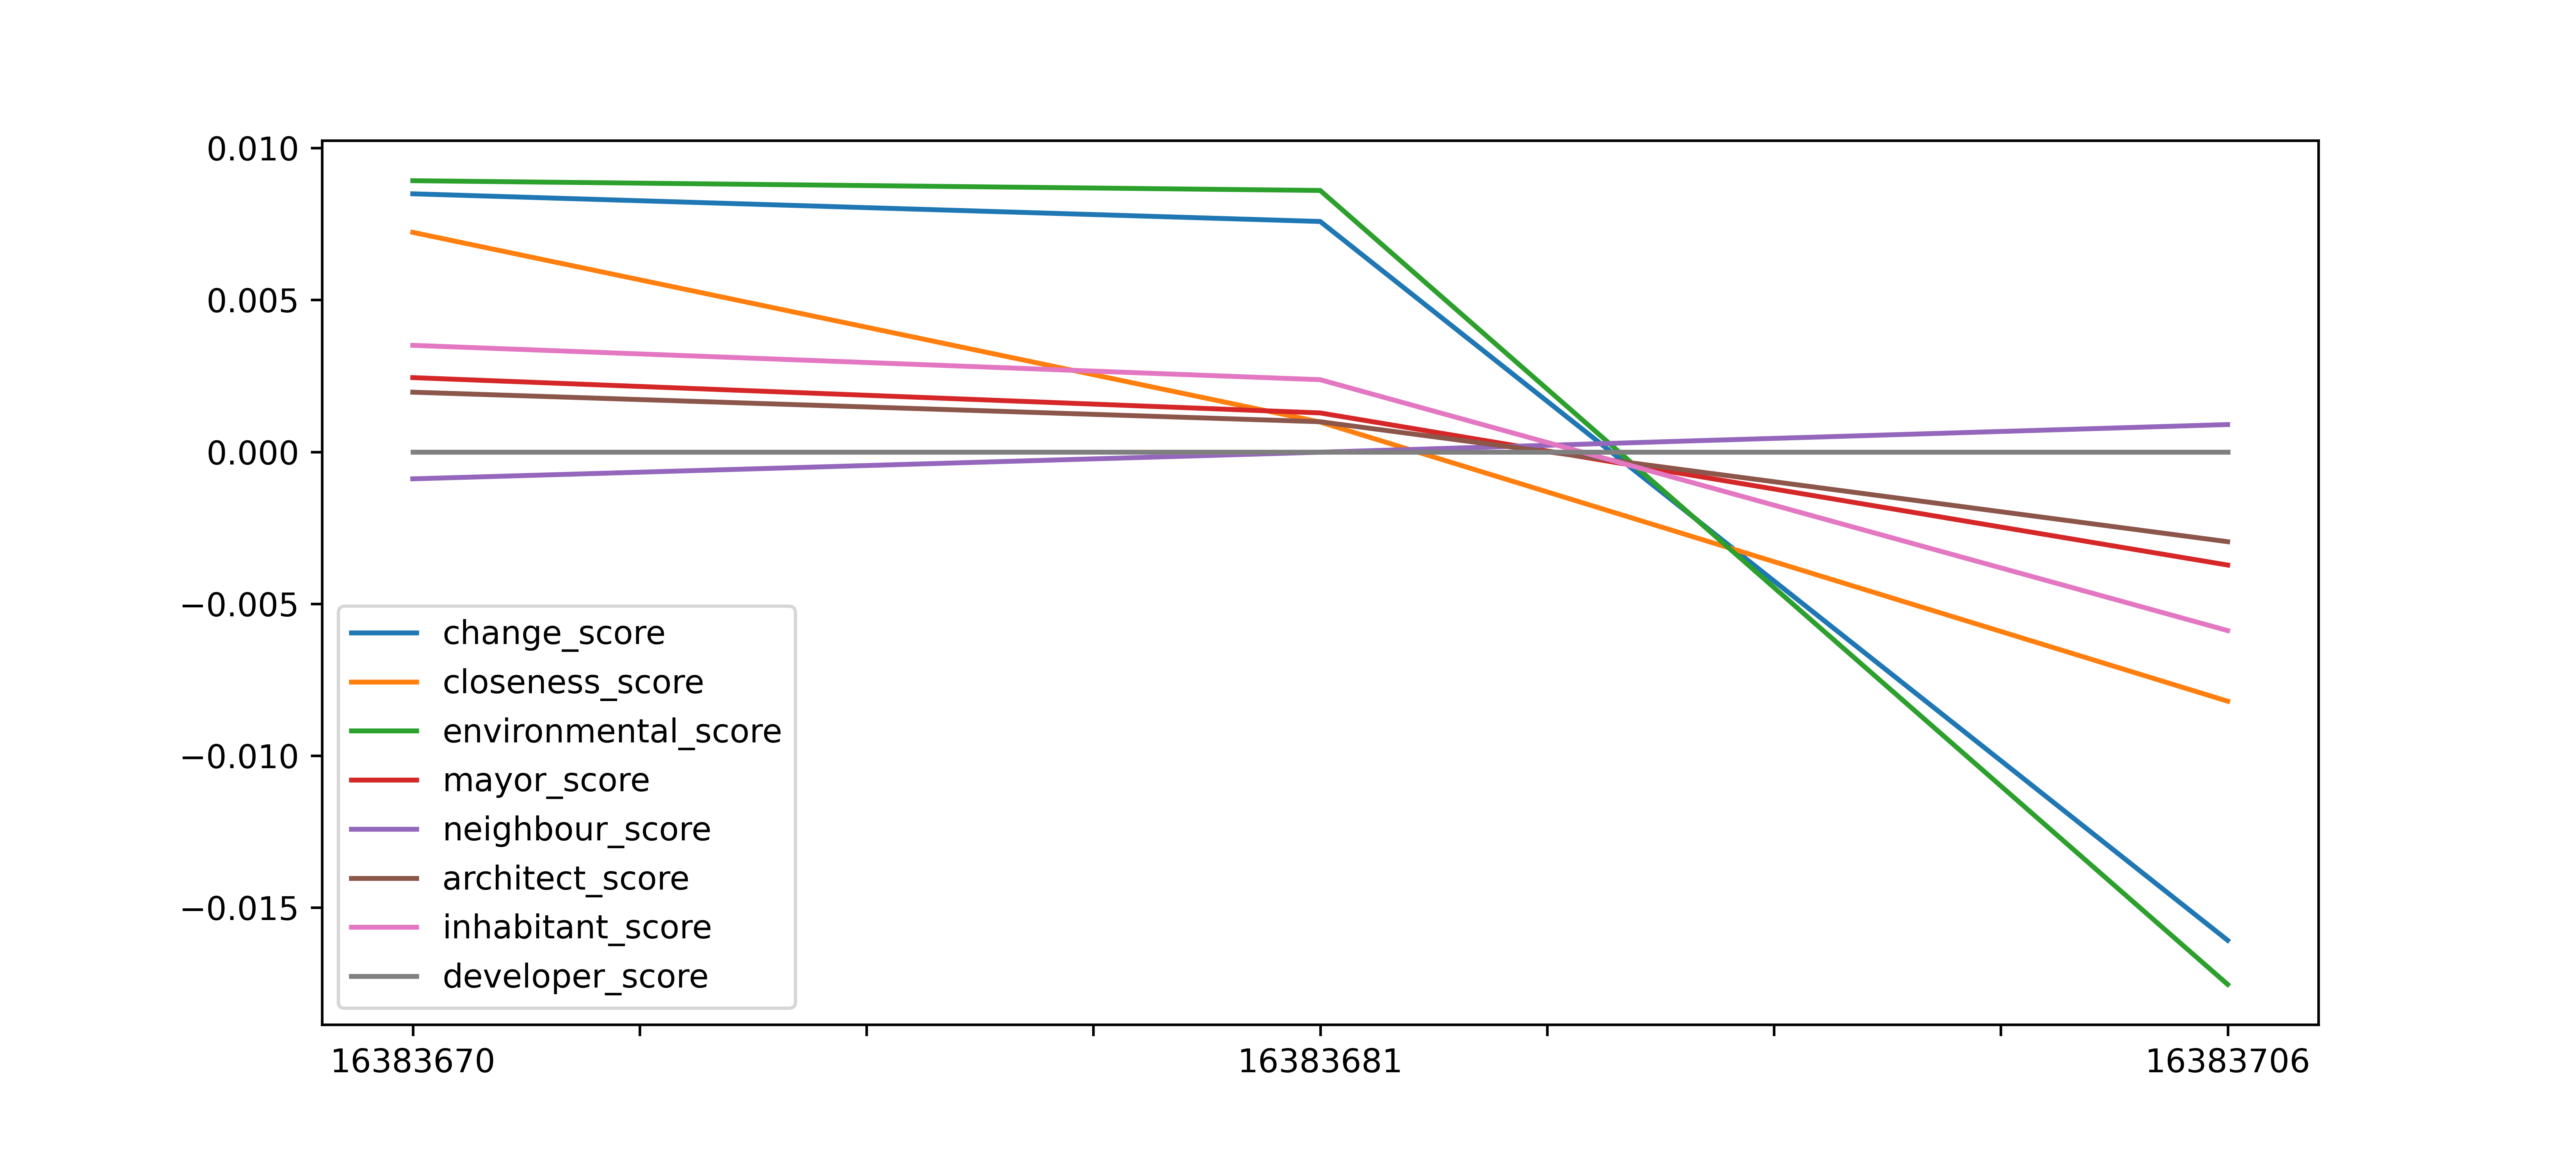 0.010
0.005
0.000
−0.005
−0.010
−0.015
change_score
closeness_score
environmental_score
mayor_score
neighbour_score
architect_score
inhabitant_score
developer_score
16383670 16383681 16383706